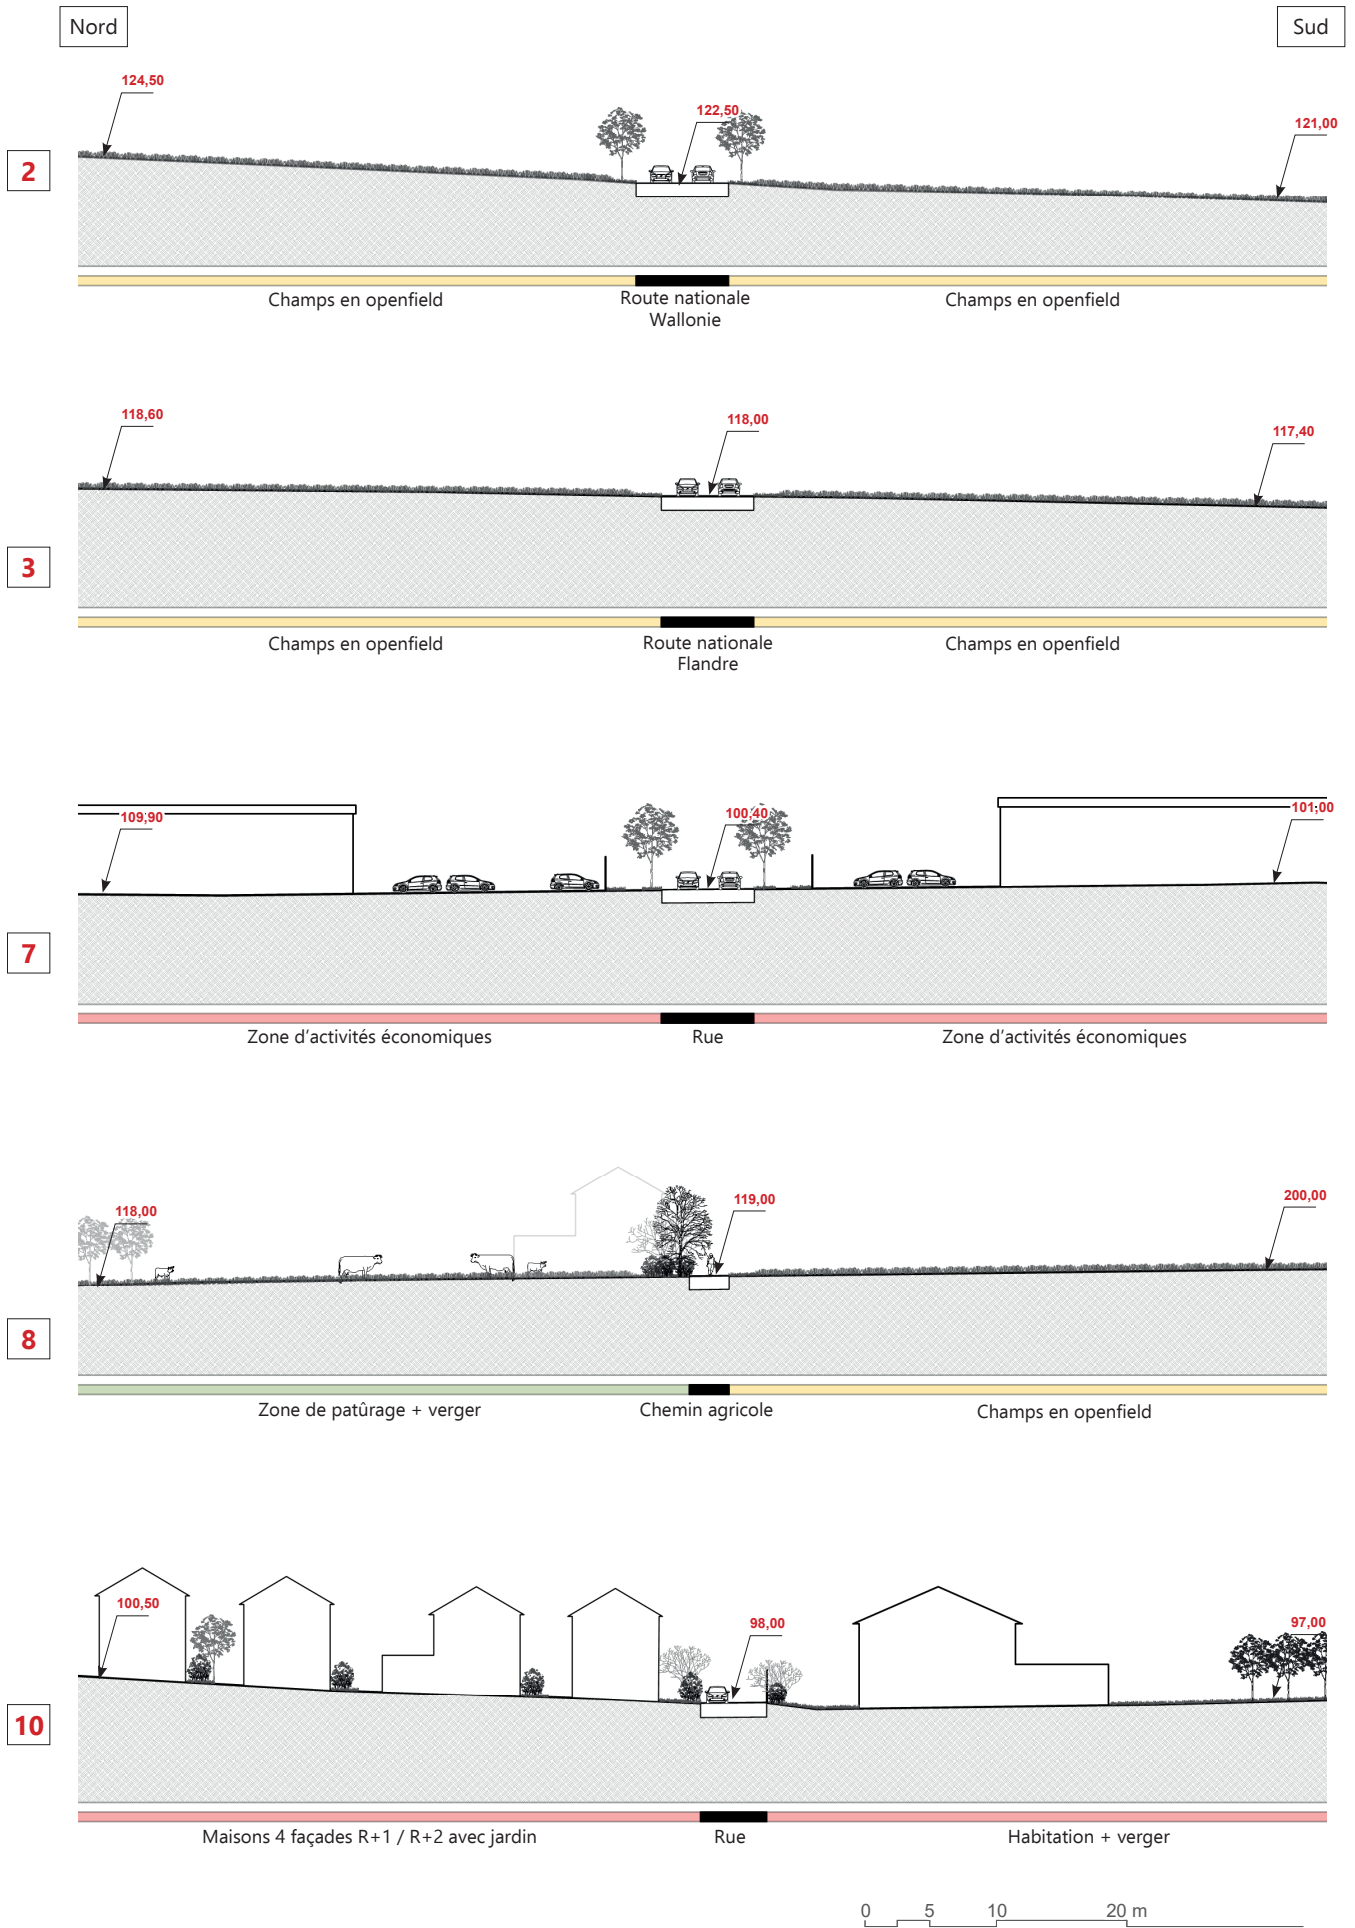 Nord
Sud
124,50
122,50
121,00
2
Champs en openfield
Route nationale
Wallonie
Champs en openfield
118,60
118,00
117,40
3
Champs en openfield
Route nationale
Flandre
Champs en openfield
109,90
100,40
101,00
7
Zone d'activités économiques
Rue
Zone d'activités économiques
118,00
119,00
200,00
8
Zone de patûrage + verger
Chemin agricole
Champs en openfield
100,50
98,00
97,00
10
Maisons 4 façades R+1 / R+2 avec jardin
Rue
Habitation + verger
0 5 10 20 m